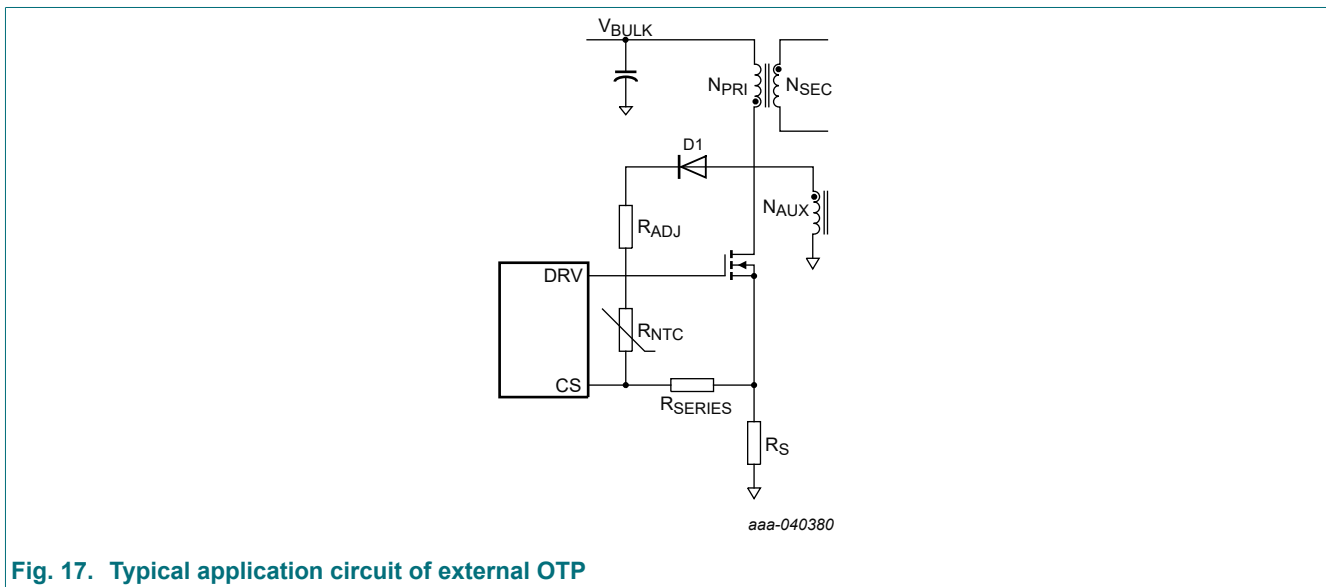 VBULK
NPRI
NSEC
D1
NAUX
RADJ
DRV
RNTC
CS
RSERIES
RS
aaa-040380
Fig. 17. Typical application circuit of external OTP